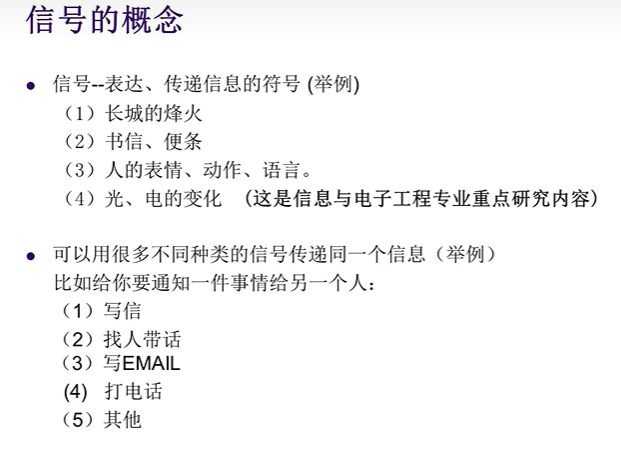 信号的概念
● 信号--表达、传递信息的符号 (举例)
（1）长城的烽火
（2）书信、便条
（3）人的表情、动作、语言。
（4）光、电的变化 （这是信息与电子工程专业重点研究内容）
● 可以用很多不同种类的信号传递同一个信息（举例）
比如给你要通知一件事情给另一个人：
（1）写信
（2）找人带话
（3）写EMAIL
(4) 打电话
（5）其他